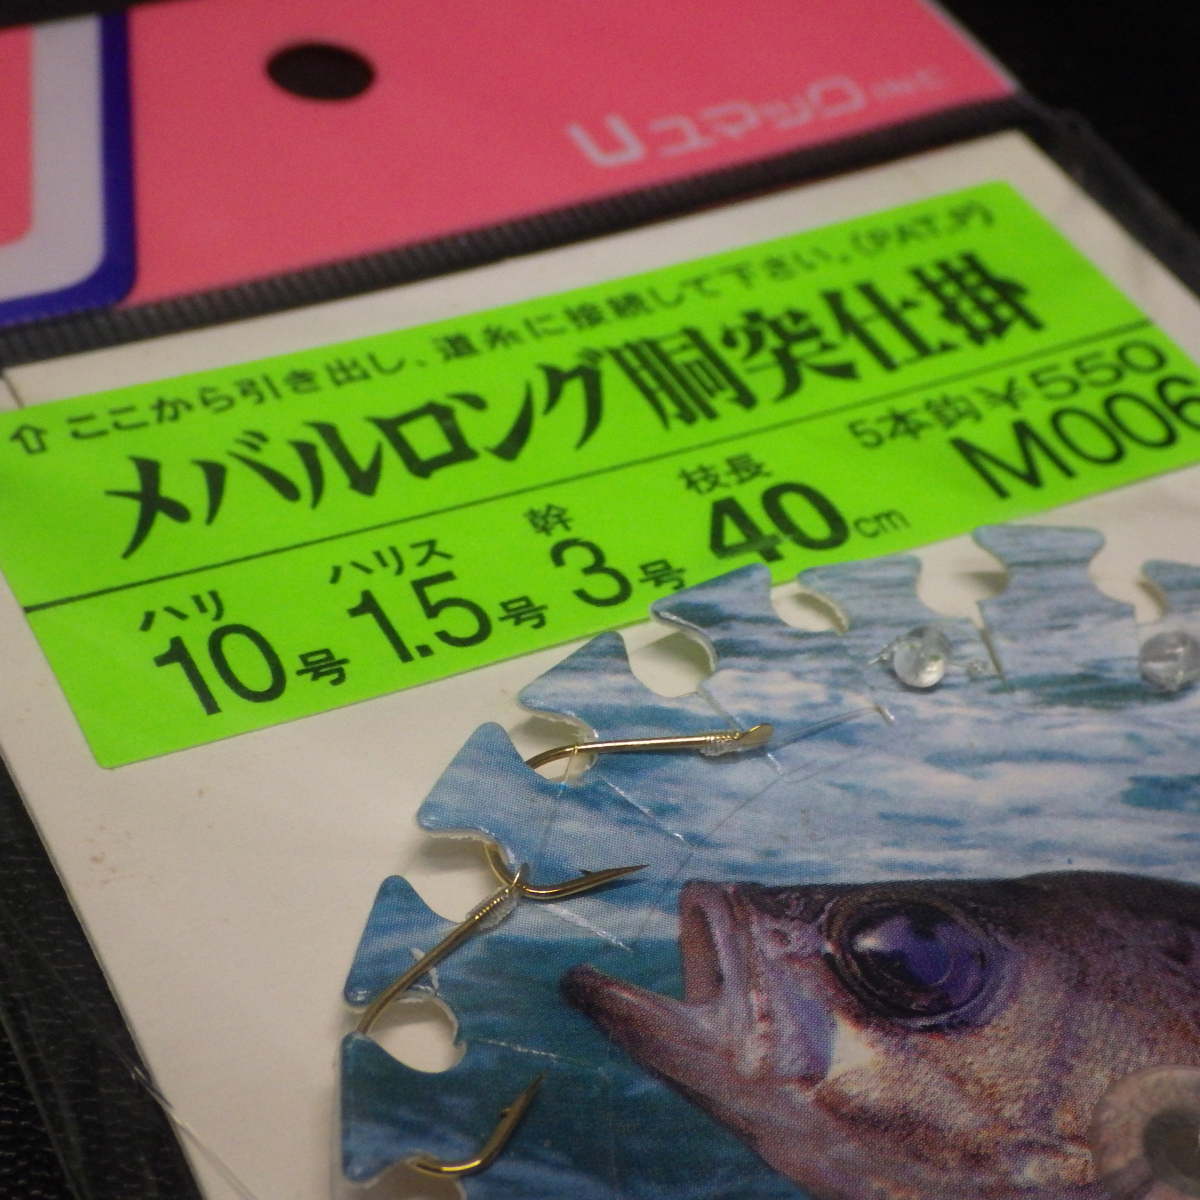 Uユマック INC
⇧ ここから引き出し、道糸に接続して下さい。(PAT.P)
メバルロング胴突仕掛
5本鈎¥550
ハリ 10号 ハリス 1.5号 幹 3号 枝長 40cm M006